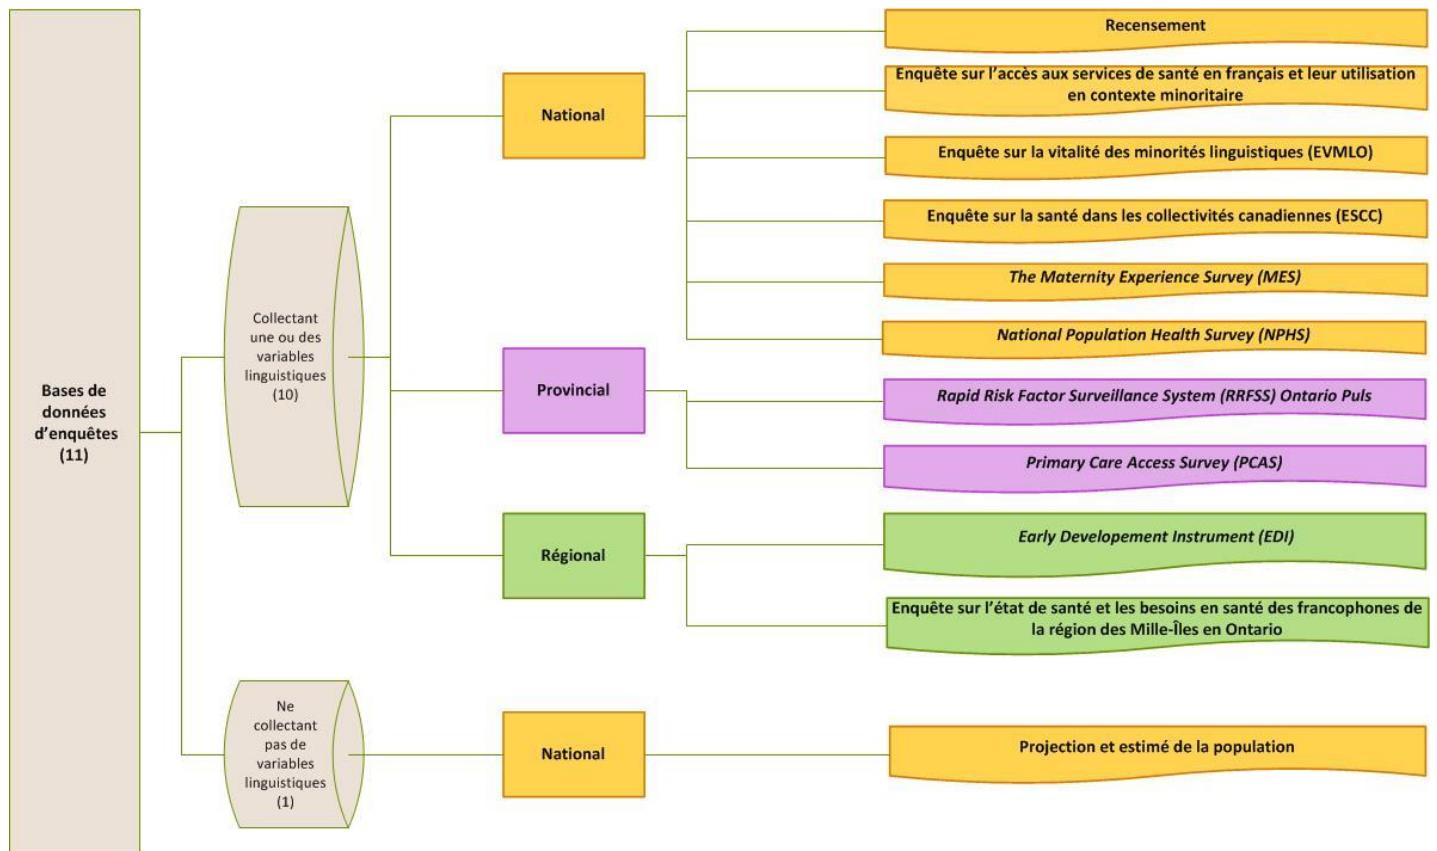 Bases de
données
d'enquêtes
(11)
Collectant
une ou des
variables
linguistiques
(10)
National
Recensement
Enquête sur l'accès aux services de santé en français et leur utilisation
en contexte minoritaire
Enquête sur la vitalité des minorités linguistiques (EVMLO)
Enquête sur la santé dans les collectivités canadiennes (ESCC)
The Maternity Experience Survey (MES)
National Population Health Survey (NPHS)
Provincial
Rapid Risk Factor Surveillance System (RRFSS) Ontario Puls
Primary Care Access Survey (PCAS)
Régional
Early Developement Instrument (EDI)
Enquête sur l'état de santé et les besoins en santé des francophones de
la région des Mille-Îles en Ontario
Ne
collectant
pas de
variables
linguistiques
(1)
National
Projection et estimé de la population